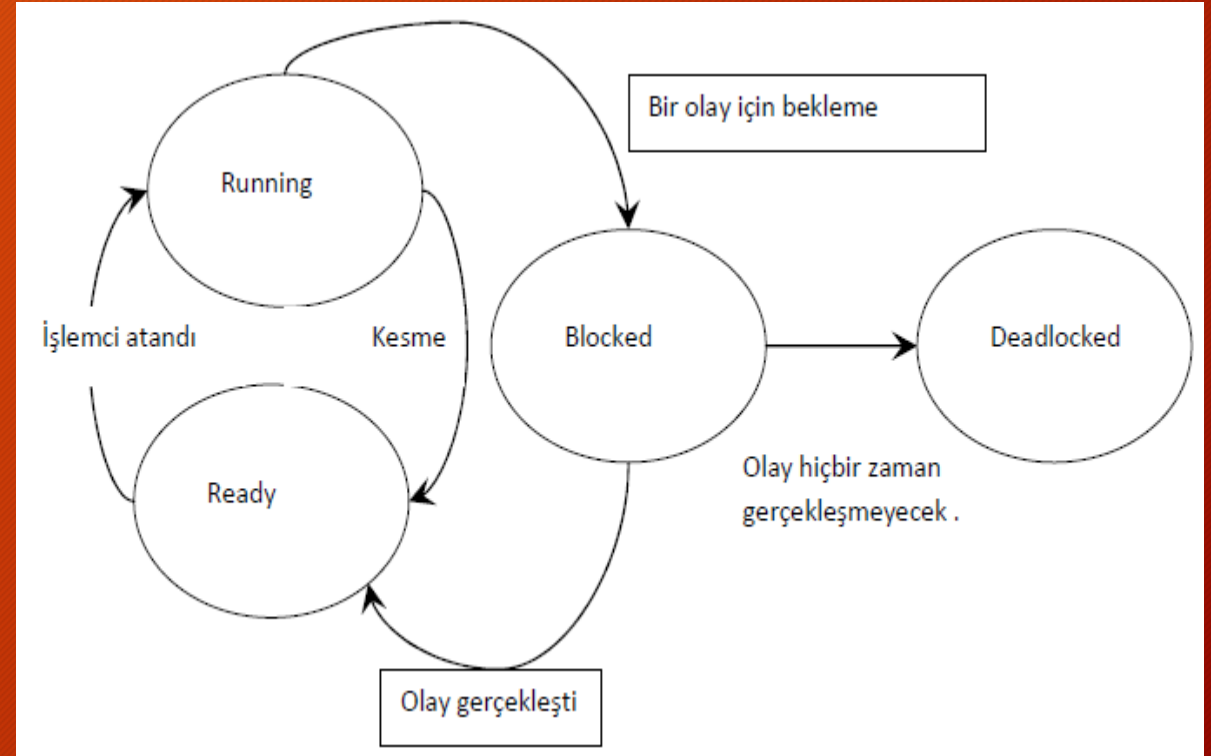 Bir olay için bekleme
Running
İşlemci atandı
Kesme
Blocked
Deadlocked
Ready
Olay hiçbir zaman
gerçekleşmeyecek .
Olay gerçekleşti